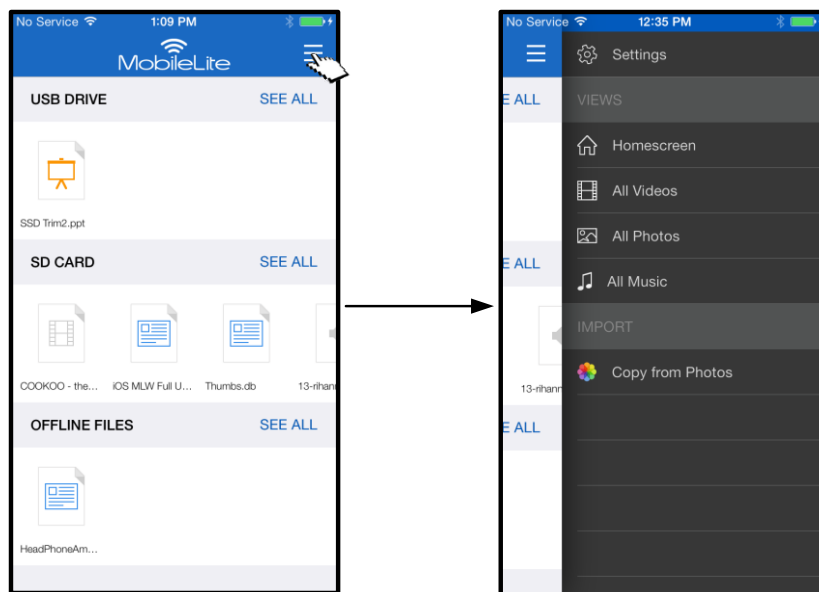 No Service 1:09 PM
MobileLite
USB DRIVE SEE ALL
SSD Trim2.ppt
SD CARD SEE ALL
COOKOO - the... iOS MLW Full U... Thumbs.db 13-rihann
OFFLINE FILES SEE ALL
HeadPhoneAm...
No Service 12:35 PM
Settings
E ALL VIEWS
Homescreen
All Videos
All Photos
E ALL
All Music
IMPORT
Copy from Photos
13-rihann
E ALL